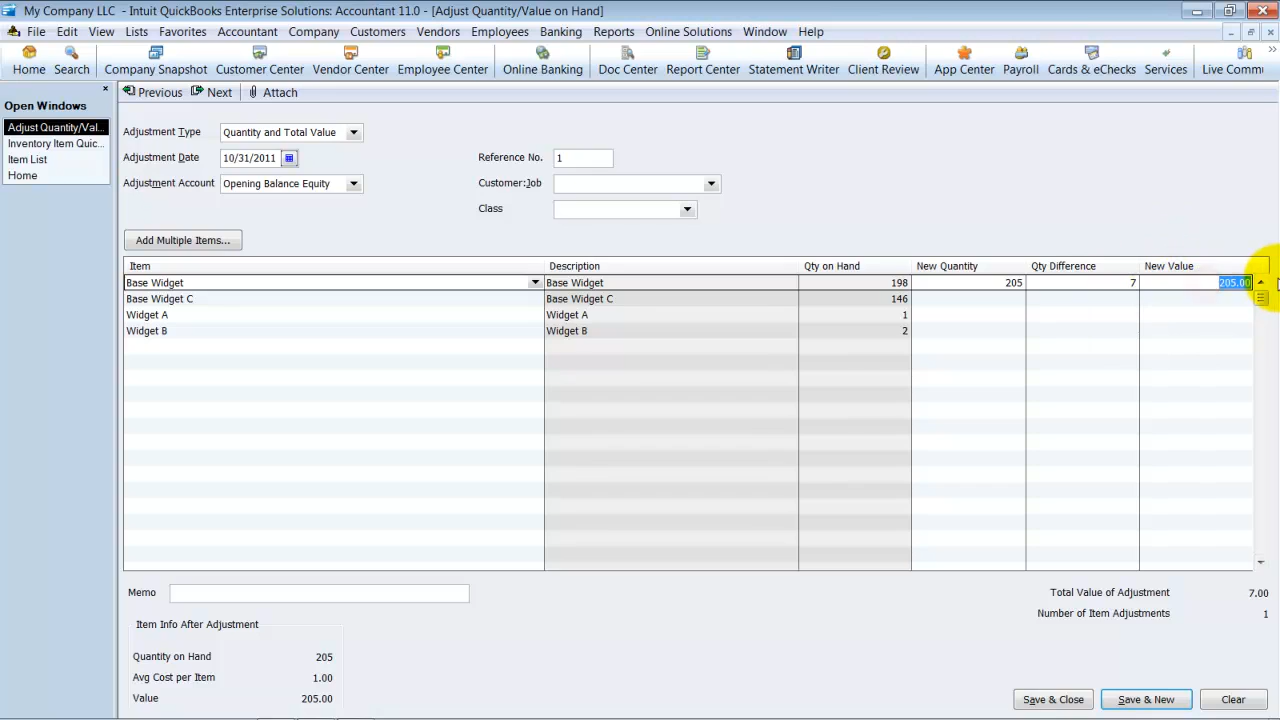 My Company LLC - Intuit QuickBooks Enterprise Solutions: Accountant 11.0 - [Adjust Quantity/Value on Hand]
File Edit View Lists Favorites Accountant Company Customers Vendors Employees Banking Reports Online Solutions Window Help
Home Search Company Snapshot Customer Center Vendor Center Employee Center Online Banking Doc Center Report Center Statement Writer Client Review App Center Payroll Cards & eChecks Services Live Commu
Previous Next Attach
Open Windows
Adjust Quantity/Val...
Inventory Item Quic...
Item List
Home
Adjustment Type Quantity and Total Value
Adjustment Date 10/31/2011 Reference No. 1
Adjustment Account Opening Balance Equity Customer:Job
Class
Add Multiple Items...
Item Description Qty on Hand New Quantity Qty Difference New Value
Base Widget Base Widget 198 205 7 205.00
Base Widget C Base Widget C 146
Widget A Widget A 1
Widget B Widget B 2
Memo Total Value of Adjustment 7.00
Number of Item Adjustments 1
Item Info After Adjustment
Quantity on Hand 205
Avg Cost per Item 1.00
Value 205.00
Save & Close Save & New Clear